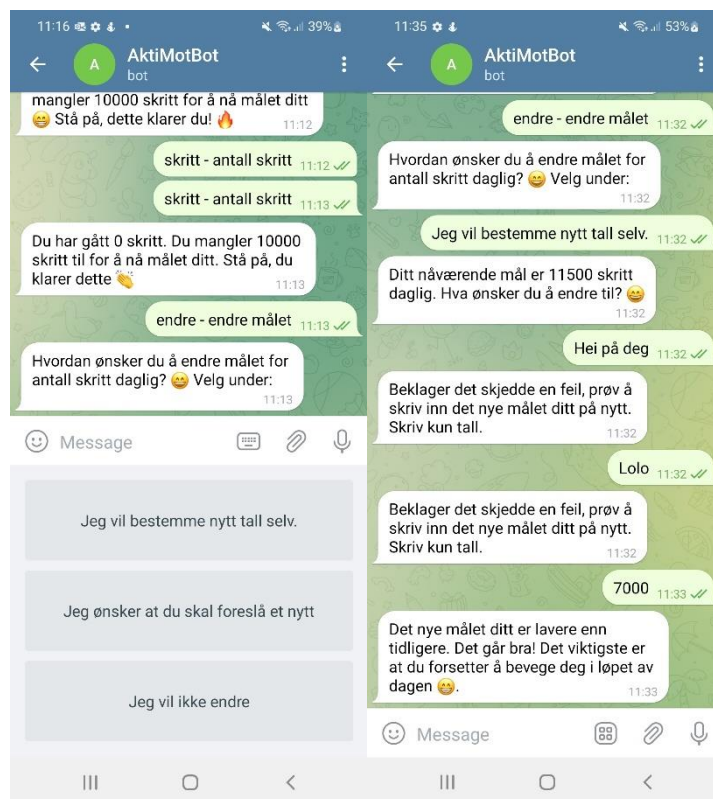 11:16
39%
A
AktiMotBot
bot
mangler 10000 skritt for å nå målet ditt
😁 Stå på, dette klarer du! 🔥 11:12
skritt - antall skritt 11:12
skritt - antall skritt 11:13
Du har gått 0 skritt. Du mangler 10000
skritt til for å nå målet ditt. Stå på, du
klarer dette 👏 11:13
endre - endre målet 11:13
Hvordan ønsker du å endre målet for
antall skritt daglig? 😄 Velg under:
11:13
Message
Jeg vil bestemme nytt tall selv.
Jeg ønsker at du skal foreslå et nytt
Jeg vil ikke endre
11:35
53%
A
AktiMotBot
bot
endre - endre målet 11:32
Hvordan ønsker du å endre målet for
antall skritt daglig? 😄 Velg under:
11:32
Jeg vil bestemme nytt tall selv. 11:32
Ditt nåværende mål er 11500 skritt
daglig. Hva ønsker du å endre til? 😄
11:32
Hei på deg 11:32
Beklager det skjedde en feil, prøv å
skriv inn det nye målet ditt på nytt.
Skriv kun tall. 11:32
Lolo 11:32
Beklager det skjedde en feil, prøv å
skriv inn det nye målet ditt på nytt.
Skriv kun tall. 11:32
7000 11:33
Det nye målet ditt er lavere enn
tidligere. Det går bra! Det viktigste er
at du forsetter å bevege deg i løpet av
dagen 😁. 11:33
Message